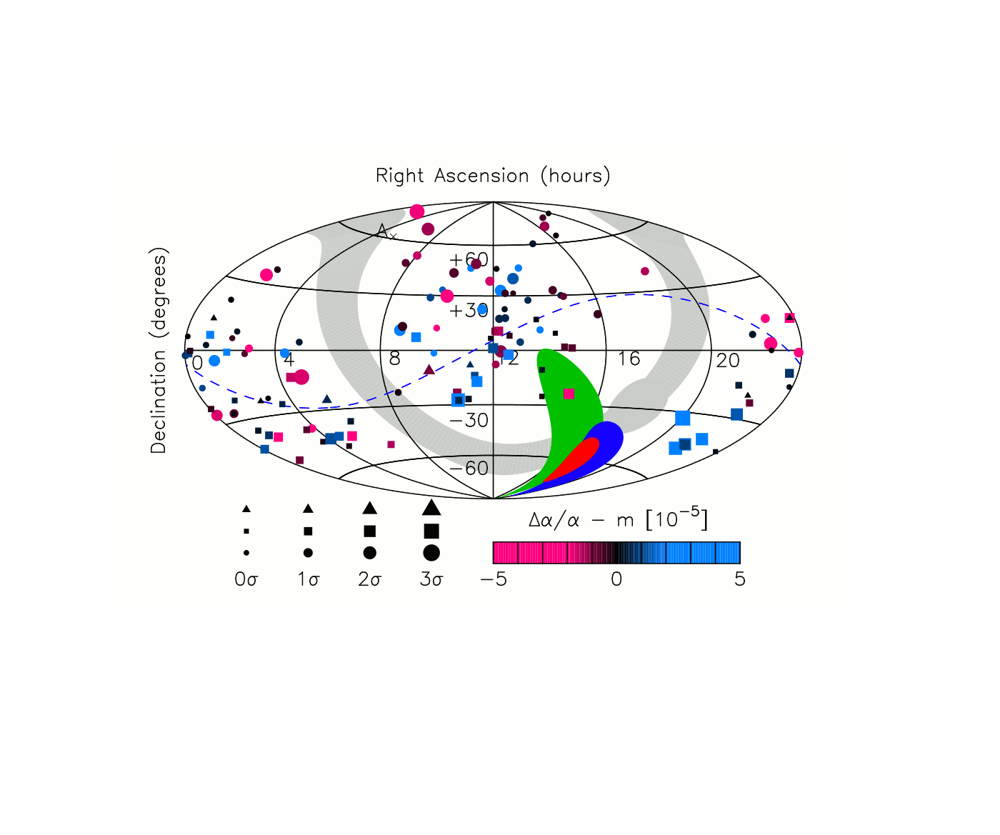 Right Ascension (hours)
Declination (degrees)
A×
+60
+30
0 4 8 12 16 20
−30
−60
Δα/α − m [10⁻⁵]
0σ 1σ 2σ 3σ
−5 0 5